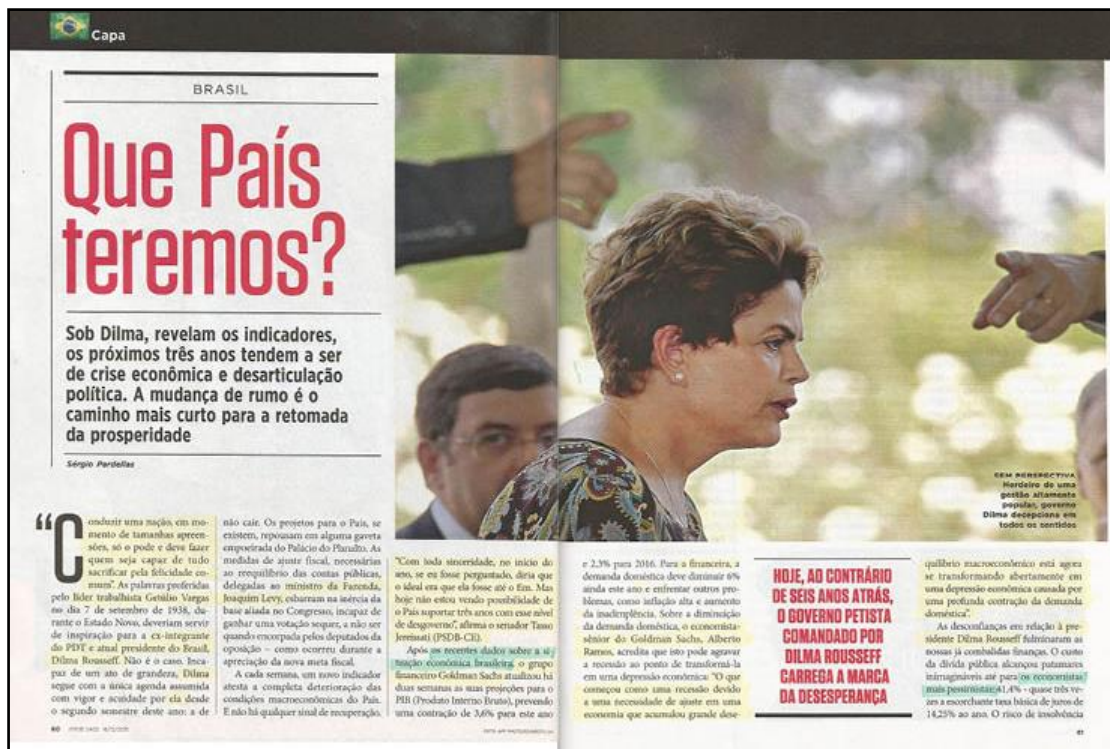 Capa
BRASIL
Que País
teremos?
Sob Dilma, revelam os indicadores,
os próximos três anos tendem a ser
de crise econômica e desarticulação
política. A mudança de rumo é o
caminho mais curto para a retomada
da prosperidade
Sérgio Pardellas
“Conduzir uma nação, em mo-
mento de tamanhas apreen-
sões, só o pode e deve fazer
quem seja capaz de tudo
sacrificar pela felicidade co-
mum”. As palavras proferidas
pelo líder trabalhista Getúlio Vargas
no dia 7 de setembro de 1938, du-
rante o Estado Novo, deveriam servir
de inspiração para a ex-integrante
do PDT e atual presidente do Brasil,
Dilma Rousseff. Não é o caso. Inca-
paz de um ato de grandeza, Dilma
segue com a única agenda assumida
com vigor e acuidade por ela desde
o segundo semestre deste ano: a de
não cair. Os projetos para o País, se
existem, repousam em alguma gaveta
empoeirada do Palácio do Planalto. As
medidas de ajuste fiscal, necessárias
ao reequilíbrio das contas públicas,
delegadas ao ministro da Fazenda,
Joaquim Levy, esbarram na inércia da
base aliada no Congresso, incapaz de
ganhar uma votação sequer, a não ser
quando encorpada pelos deputados da
oposição – como ocorreu durante a
apreciação da nova meta fiscal.
A cada semana, um novo indicador
atesta a completa deterioração das
condições macroeconômicas do País.
E não há qualquer sinal de recuperação.
“Com toda sinceridade, no início do
ano, se eu fosse perguntado, diria que
o ideal era que ela fosse até o fim. Mas
hoje não estou vendo possibilidade de
o País suportar três anos com esse nível
de desgoverno”, afirma o senador Tasso
Jereissati (PSDB-CE).
Após os recentes dados sobre a si-
tuação econômica brasileira, o grupo
financeiro Goldman Sachs atualizou há
duas semanas as suas projeções para o
PIB (Produto Interno Bruto), prevendo
uma contração de 3,6% para este ano
SEM PERSPECTIVA
Herdeiro de uma
gestão altamente
popular, governo
Dilma decepciona em
todos os sentidos
e 2,3% para 2016. Para a financeira, a
demanda doméstica deve diminuir 6%
ainda este ano e enfrentar outros pro-
blemas, como inflação alta e aumento
da inadimplência. Sobre a diminuição
da demanda doméstica, o economista-
sênior do Goldman Sachs, Alberto
Ramos, acredita que isto pode agravar
a recessão ao ponto de transformá-la
em uma depressão econômica: “O que
começou como uma recessão devido
a uma necessidade de ajuste em uma
economia que acumulou grande dese-
HOJE, AO CONTRÁRIO
DE SEIS ANOS ATRÁS,
O GOVERNO PETISTA
COMANDADO POR
DILMA ROUSSEFF
CARREGA A MARCA
DA DESESPERANÇA
quilíbrio macroeconômico está agora
se transformando abertamente em
uma depressão econômica causada por
uma profunda contração da demanda
doméstica”.
As desconfianças em relação à pre-
sidente Dilma Rousseff fulminaram as
nossas já combalidas finanças. O custo
da dívida pública alcançou patamares
inimagináveis até para os economistas
mais pessimistas: 41,4% - quase três ve-
zes a escorchante taxa básica de juros de
14,25% ao ano. O risco de insolvência
60
61